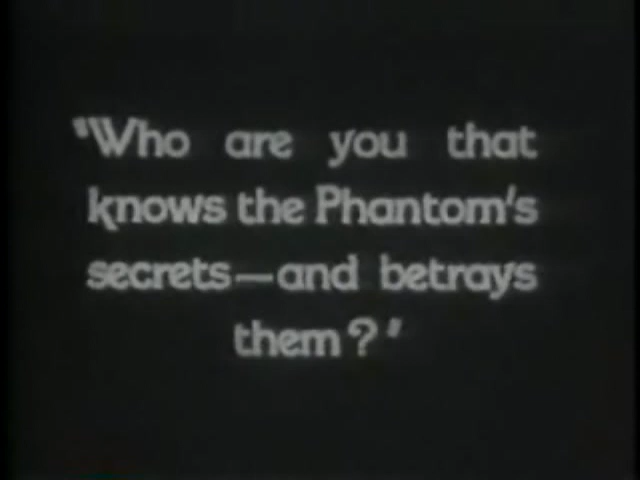 "Who are you that
knows the Phantom's
secrets—and betrays
them?"